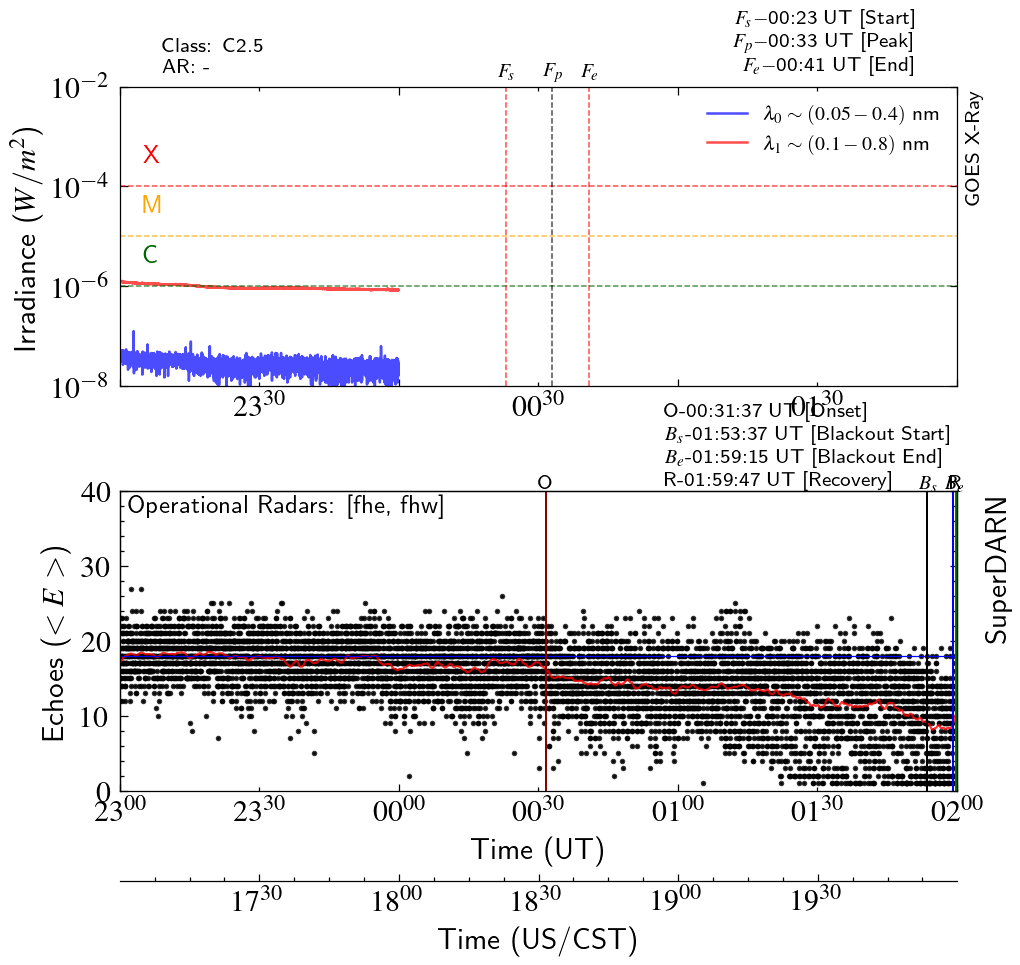 Class: C2.5
AR: -
F_s−00:23 UT [Start]
F_p−00:33 UT [Peak]
F_e−00:41 UT [End]
F_s F_p F_e
10^−2
10^−4
10^−6
10^−8
Irradiance (W/m^2)
X
M
C
λ_0 ∼ (0.05 − 0.4) nm
λ_1 ∼ (0.1 − 0.8) nm
GOES X-Ray
23^30 00^30 01^30
O-00:31:37 UT [Onset]
B_s-01:53:37 UT [Blackout Start]
B_e-01:59:15 UT [Blackout End]
R-01:59:47 UT [Recovery]
O B_s B_e R
Operational Radars: [fhe, fhw]
40
30
20
10
0
Echoes (< E >)
SuperDARN
23^00 23^30 00^00 00^30 01^00 01^30 02^00
Time (UT)
17^30 18^00 18^30 19^00 19^30
Time (US/CST)